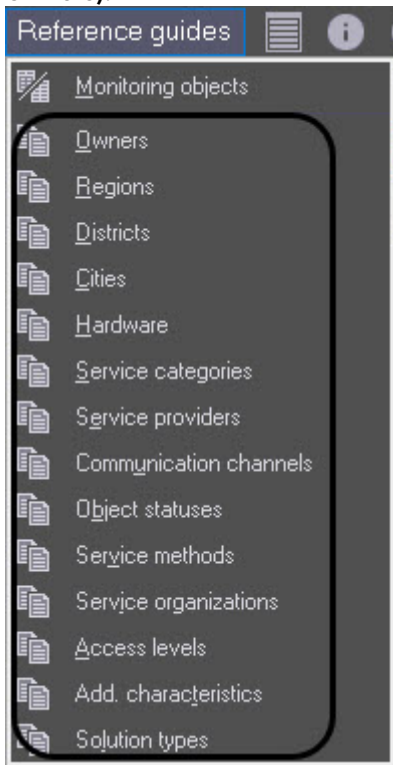 Reference guides
Monitoring objects
Owners
Regions
Districts
Cities
Hardware
Service categories
Service providers
Communication channels
Object statuses
Service methods
Service organizations
Access levels
Add. characteristics
Solution types